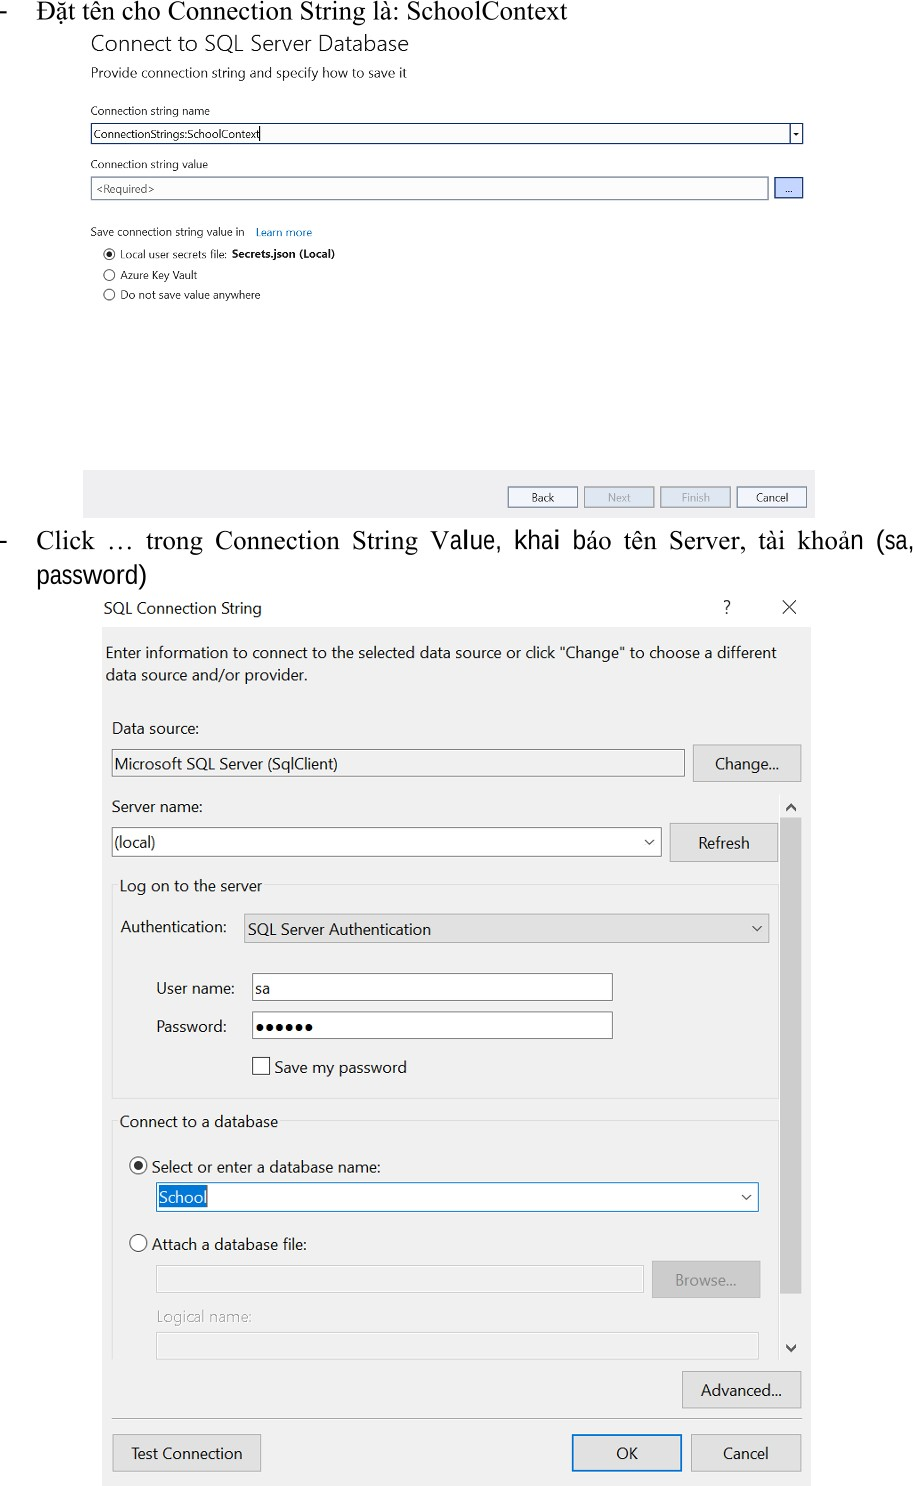 - Đặt tên cho Connection String là: SchoolContext
Connect to SQL Server Database
Provide connection string and specify how to save it
Connection string name
ConnectionStrings:SchoolContext
Connection string value
<Required>
...
Save connection string value in Learn more
Local user secrets file: Secrets.json (Local)
Azure Key Vault
Do not save value anywhere
Back Next Finish Cancel
- Click … trong Connection String Value, khai báo tên Server, tài khoản (sa,
password)
SQL Connection String ?
Enter information to connect to the selected data source or click "Change" to choose a different
data source and/or provider.
Data source:
Microsoft SQL Server (SqlClient) Change...
Server name:
(local) Refresh
Log on to the server
Authentication: SQL Server Authentication
User name: sa
Password: ●●●●●●
Save my password
Connect to a database
Select or enter a database name:
School
Attach a database file:
Browse...
Logical name:
Advanced...
Test Connection OK Cancel